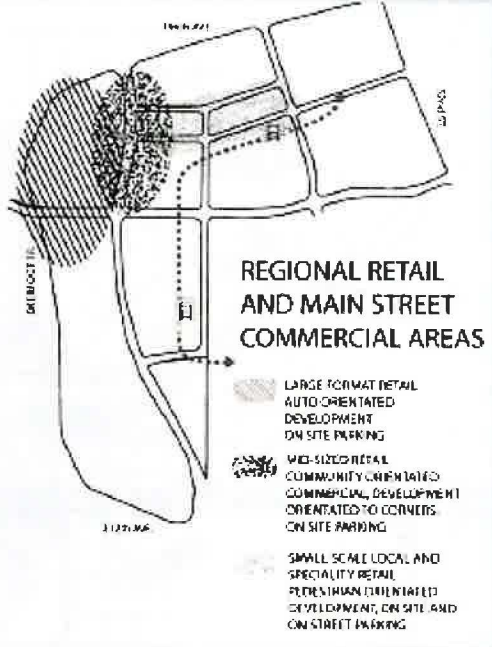 REGIONAL RETAIL
AND MAIN STREET
COMMERCIAL AREAS
LARGE FORMAT RETAIL
AUTO ORIENTATED
DEVELOPMENT
ON SITE PARKING
MID-SIZED RETAIL
COMMUNITY ORIENTATED
COMMERCIAL, DEVELOPMENT
ORIENTATED TO CORNERS
ON SITE PARKING
SMALL SCALE LOCAL AND
SPECIALITY RETAIL
PEDESTRIAN ORIENTATED
DEVELOPMENT, ON SITE AND
ON STREET PARKING